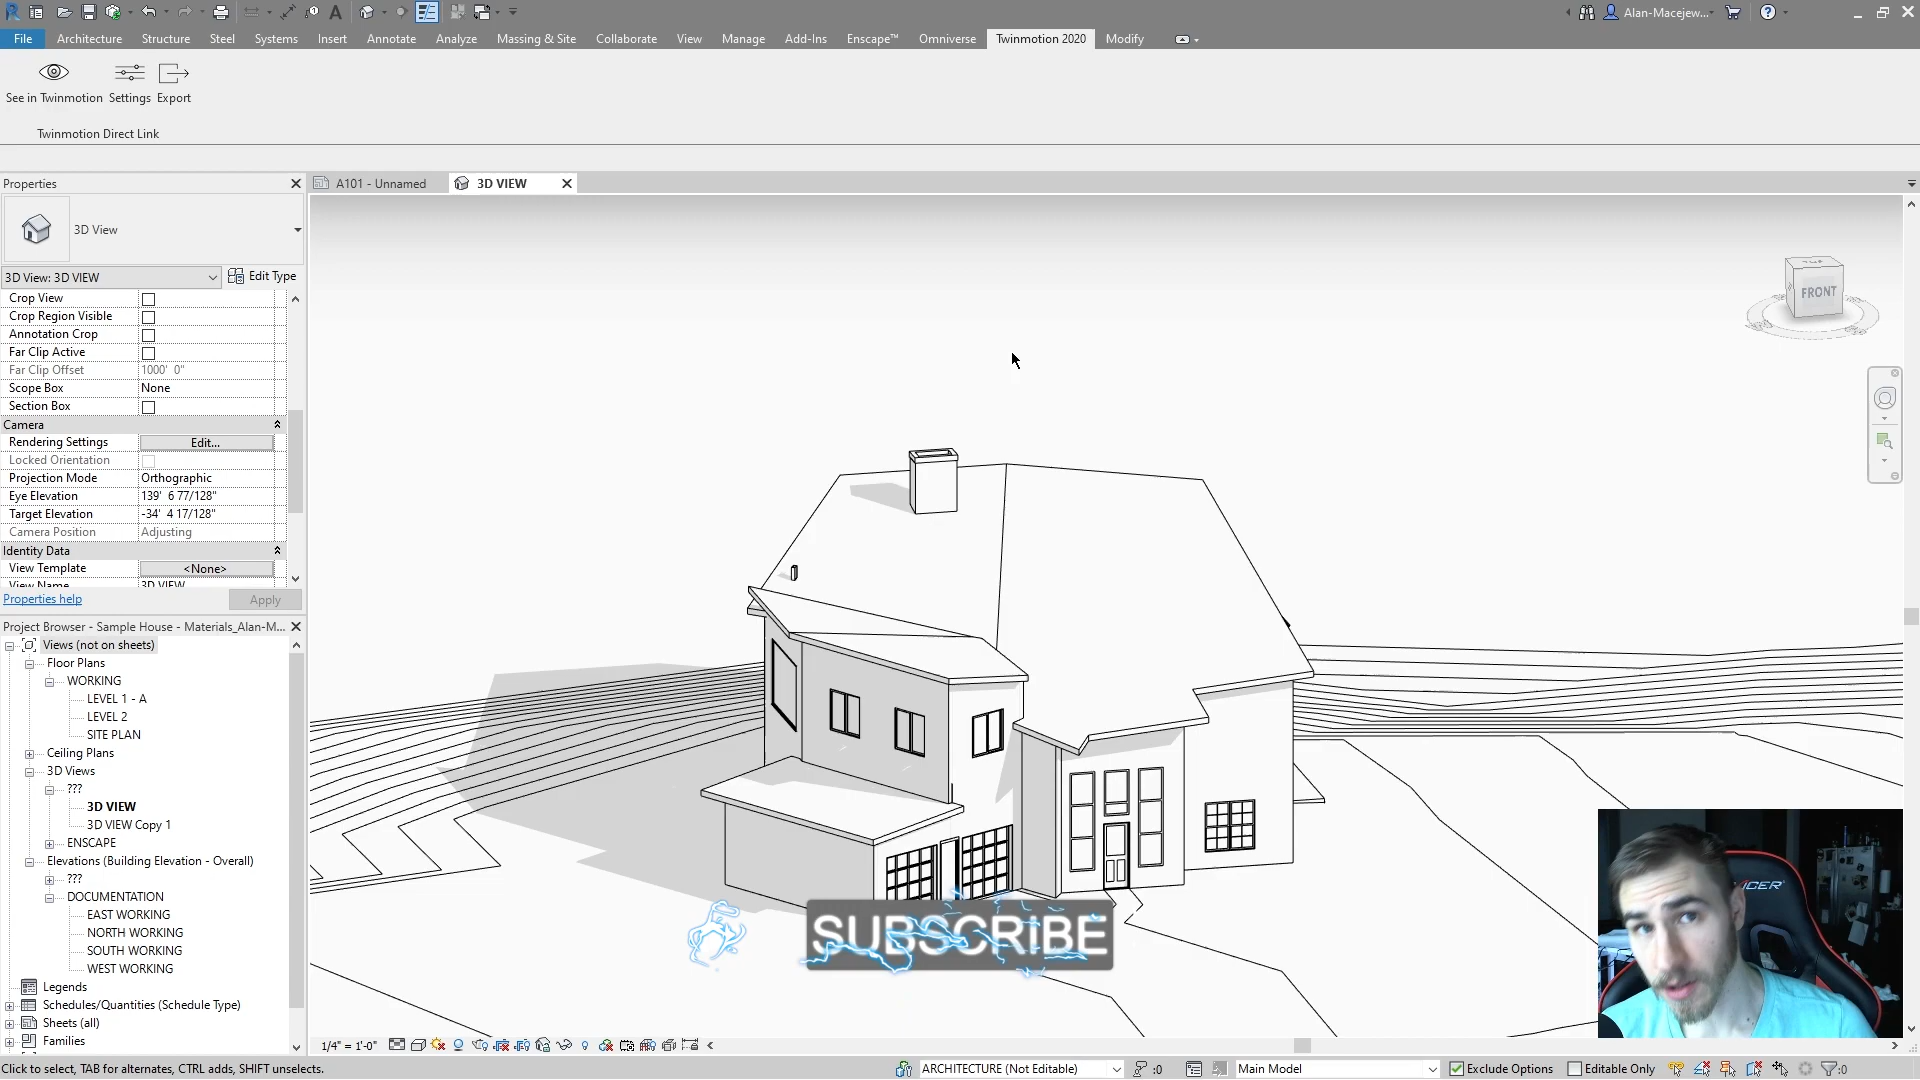 Alan-Macejew...
File Architecture Structure Steel Systems Insert Annotate Analyze Massing & Site Collaborate View Manage Add-Ins Enscape™ Omniverse Twinmotion 2020 Modify
See in Twinmotion Settings Export
Twinmotion Direct Link
Properties
A101 - Unnamed
3D VIEW
3D View
3D View: 3D VIEW
Edit Type
Crop View
Crop Region Visible
Annotation Crop
Far Clip Active
Far Clip Offset 1000' 0"
Scope Box None
Section Box
Camera
Rendering Settings Edit...
Locked Orientation
Projection Mode Orthographic
Eye Elevation 139' 6 77/128"
Target Elevation -34' 4 17/128"
Camera Position Adjusting
Identity Data
View Template <None>
View Name 3D VIEW
Properties help
Apply
Project Browser - Sample House - Materials_Alan-M...
Views (not on sheets)
Floor Plans
WORKING
LEVEL 1 - A
LEVEL 2
SITE PLAN
Ceiling Plans
3D Views
???
3D VIEW
3D VIEW Copy 1
ENSCAPE
Elevations (Building Elevation - Overall)
???
DOCUMENTATION
EAST WORKING
NORTH WORKING
SOUTH WORKING
WEST WORKING
Legends
Schedules/Quantities (Schedule Type)
Sheets (all)
Families
FRONT
SUBSCRIBE
1/4" = 1'-0"
Click to select, TAB for alternates, CTRL adds, SHIFT unselects.
ARCHITECTURE (Not Editable)
:0
Main Model
Exclude Options
Editable Only
:0